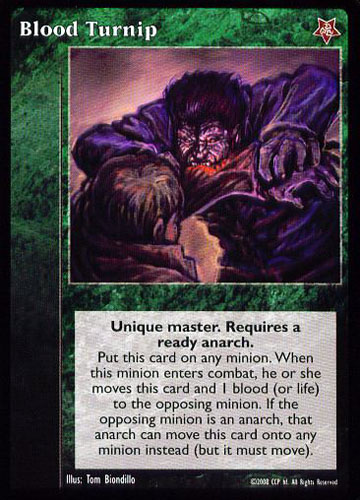 Blood Turnip
Unique master. Requires a
ready anarch.
Put this card on any minion. When
this minion enters combat, he or she
moves this card and 1 blood (or life)
to the opposing minion. If the
opposing minion is an anarch, that
anarch can move this card onto any
minion instead (but it must move).
Illus: Tom Biondillo
©2008 CCP hf. All Rights Reserved